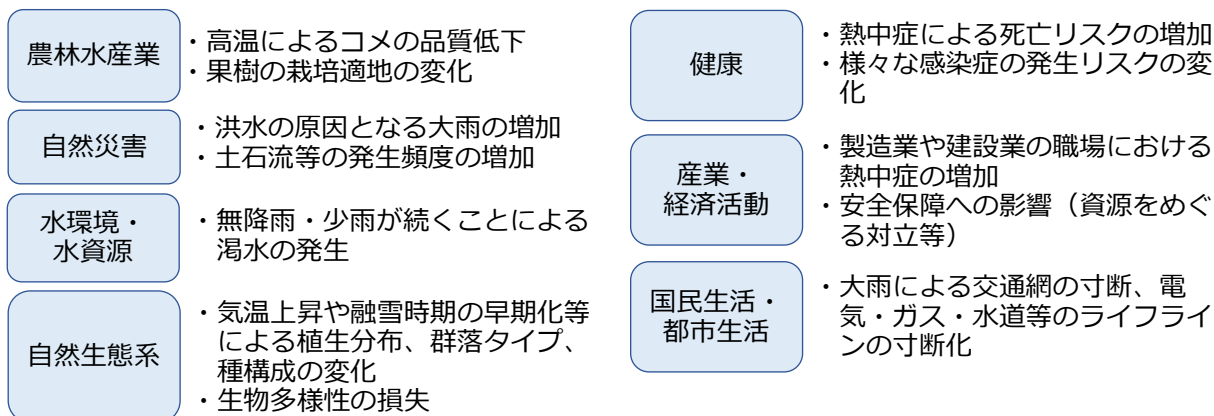 農林水産業
・高温によるコメの品質低下
・果樹の栽培適地の変化
自然災害
・洪水の原因となる大雨の増加
・土石流等の発生頻度の増加
水環境・
水資源
・無降雨・少雨が続くことによる
渇水の発生
自然生態系
・気温上昇や融雪時期の早期化等
による植生分布、群落タイプ、
種構成の変化
・生物多様性の損失
健康
・熱中症による死亡リスクの増加
・様々な感染症の発生リスクの変
化
産業・
経済活動
・製造業や建設業の職場における
熱中症の増加
・安全保障への影響（資源をめぐ
る対立等）
国民生活・
都市生活
・大雨による交通網の寸断、電
気・ガス・水道等のライフライ
ンの寸断化